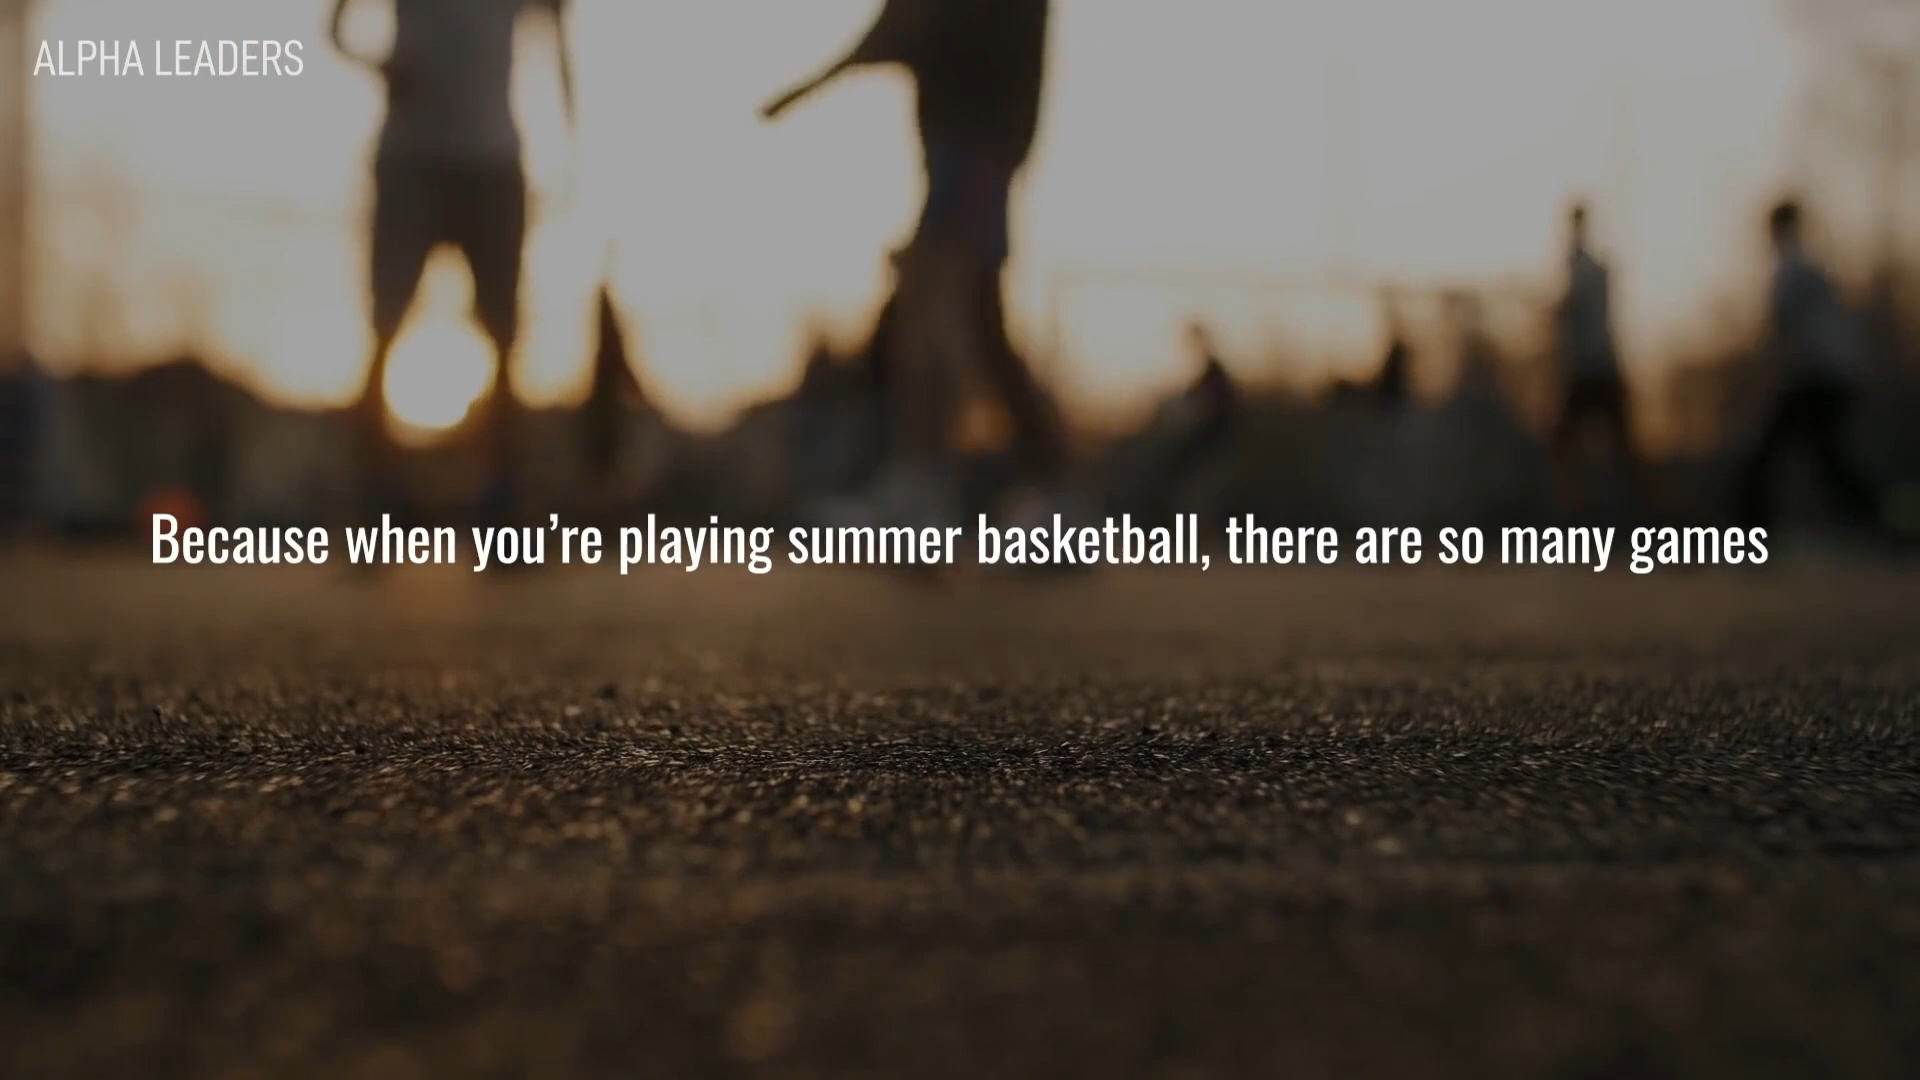 ALPHA LEADERS
Because when you’re playing summer basketball, there are so many games